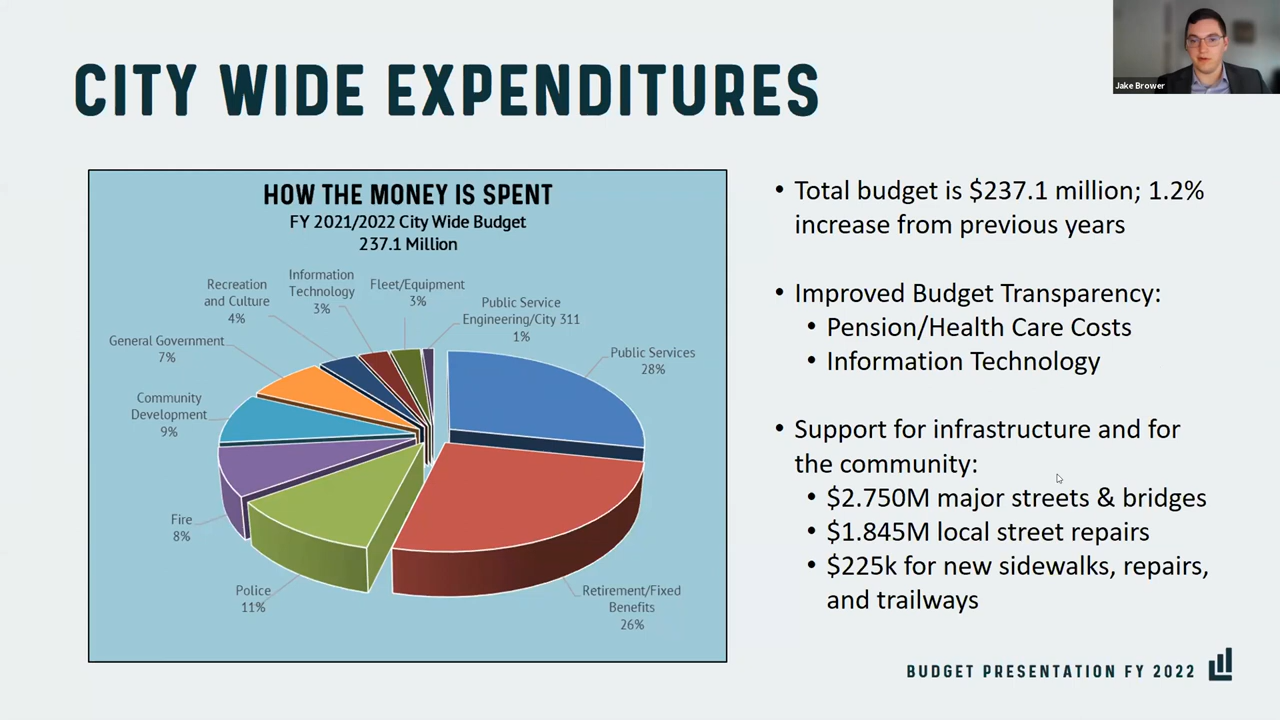 CITY WIDE EXPENDITURES
Jake Brower
HOW THE MONEY IS SPENT
FY 2021/2022 City Wide Budget
237.1 Million
Recreation
and Culture
4%
Information
Technology
3%
Fleet/Equipment
3%
Public Service
Engineering/City 311
1%
Public Services
28%
General Government
7%
Community
Development
9%
Fire
8%
Police
11%
Retirement/Fixed
Benefits
26%
• Total budget is $237.1 million; 1.2%
increase from previous years
• Improved Budget Transparency:
• Pension/Health Care Costs
• Information Technology
• Support for infrastructure and for
the community:
• $2.750M major streets & bridges
• $1.845M local street repairs
• $225k for new sidewalks, repairs,
and trailways
BUDGET PRESENTATION FY 2022